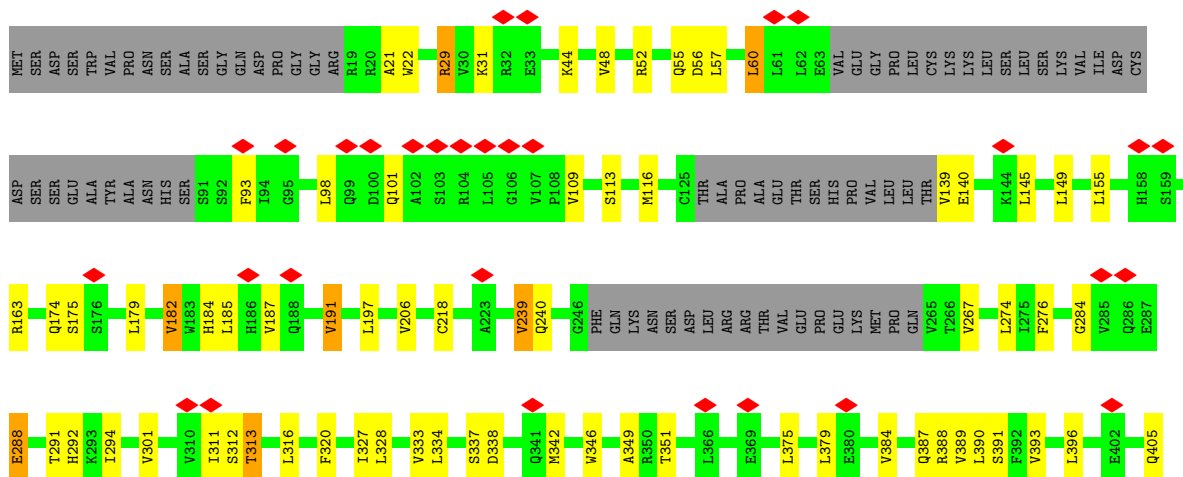 MET SER ASP SER TRP VAL PRO ASN SER ALA SER GLY GLN ASP PRO GLY GLY ARG R19 R20 A21 W22 R29 V30 K31 R32 E33 K44 V48 R52 Q55 D56 L57 L60 L61 L62 E63 VAL GLU GLY PRO LEU CYS LYS LYS LEU SER LEU SER LYS VAL ILE ASP CYS
ASP SER SER GLU ALA TYR ALA ASN HIS SER S91 S92 F93 I94 G95 L98 Q99 D100 Q101 A102 S103 R104 L105 G106 V107 P108 V109 S113 M116 C125 THR ALA PRO ALA GLU THR SER HIS PRO VAL LEU LEU THR V139 E140 K144 L145 L149 L155 H158 S159
R163 Q174 S175 S176 L179 V182 W183 H184 L185 H186 V187 Q188 V191 L197 V206 C218 A223 V239 Q240 G246 PHE GLN LYS ASN SER ASP LEU ARG ARG THR VAL GLU PRO GLU LYS MET PRO GLN V265 T266 V267 L274 I275 F276 G284 V285 Q286 E287
E288 T291 H292 K293 I294 V301 V310 I311 S312 T313 L316 F320 I327 L328 V333 L334 S337 D338 Q341 M342 W346 A349 R350 T351 L366 E369 L375 L379 E380 V384 Q387 R388 V389 L390 S391 F392 V393 L396 E402 Q405